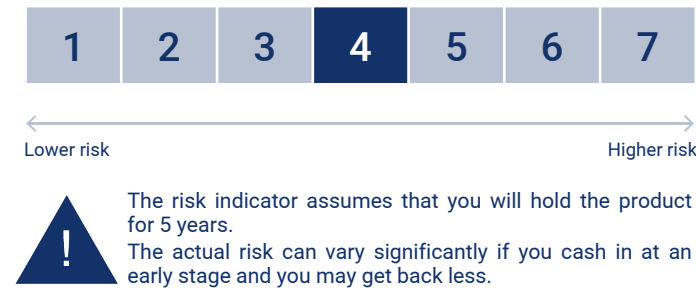 1 2 3 4 5 6 7
Lower risk Higher risk
!
The risk indicator assumes that you will hold the product
for 5 years.
The actual risk can vary significantly if you cash in at an
early stage and you may get back less.